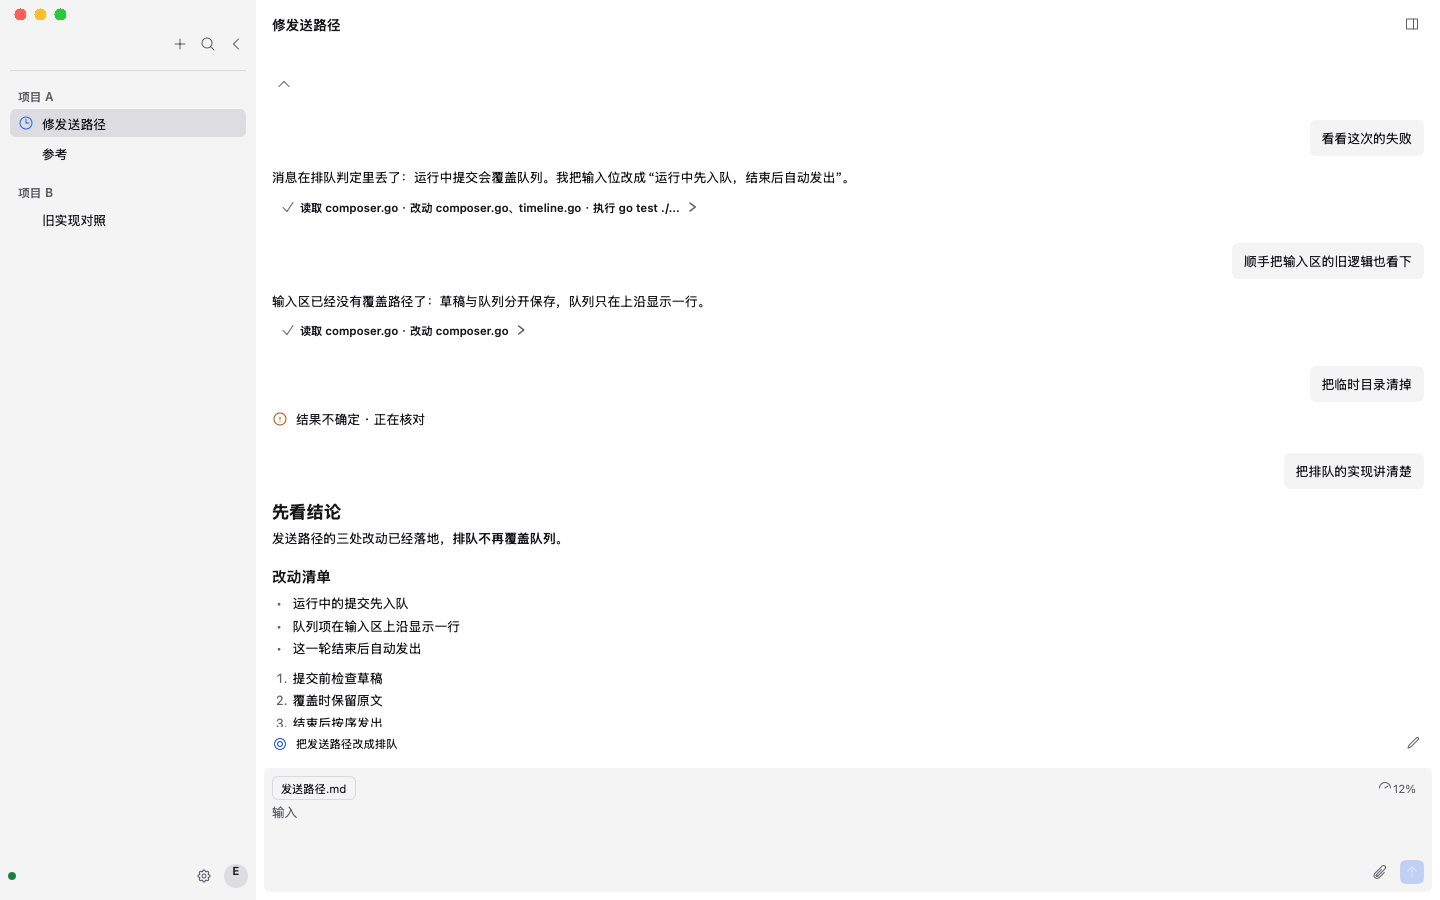 修发送路径
项目 A
修发送路径
参考
项目 B
旧实现对照
看看这次的失败
消息在排队判定里丢了：运行中提交会覆盖队列。我把输入位改成“运行中先入队，结束后自动发出”。
读取 composer.go · 改动 composer.go、timeline.go · 执行 go test ./...
顺手把输入区的旧逻辑也看下
输入区已经没有覆盖路径了：草稿与队列分开保存，队列只在上沿显示一行。
读取 composer.go · 改动 composer.go
把临时目录清掉
结果不确定 · 正在核对
把排队的实现讲清楚
先看结论
发送路径的三处改动已经落地，排队不再覆盖队列。
改动清单
• 运行中的提交先入队
• 队列项在输入区上沿显示一行
• 这一轮结束后自动发出
1. 提交前检查草稿
2. 覆盖时保留原文
3. 结束后按序发出
把发送路径改成排队
发送路径.md
12%
输入
E